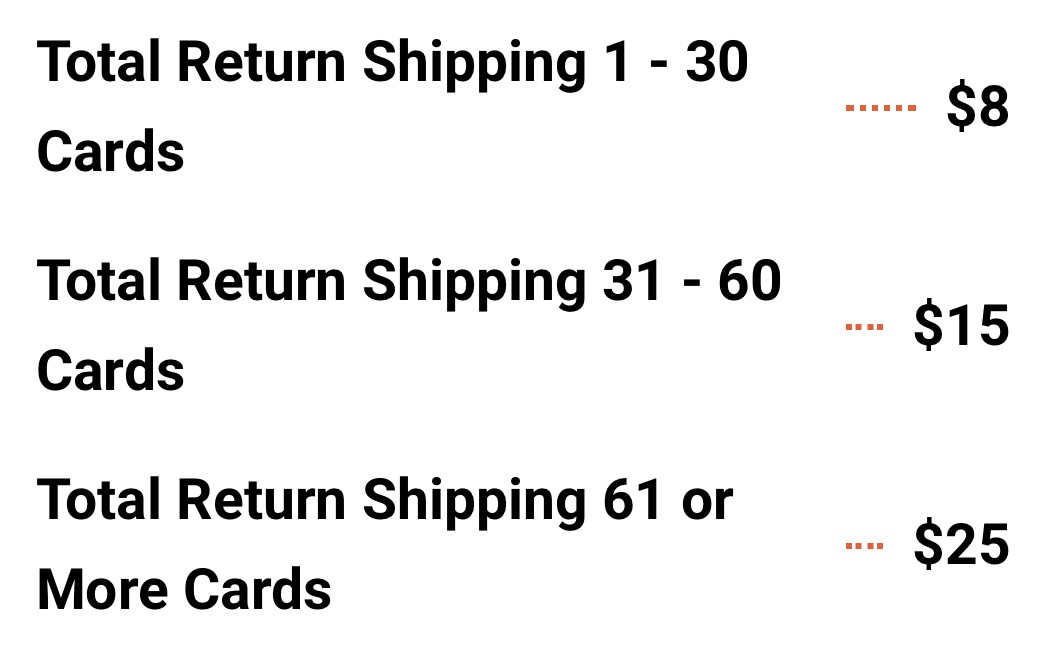 Total Return Shipping 1 - 30
Cards
$8
Total Return Shipping 31 - 60
Cards
$15
Total Return Shipping 61 or
More Cards
$25